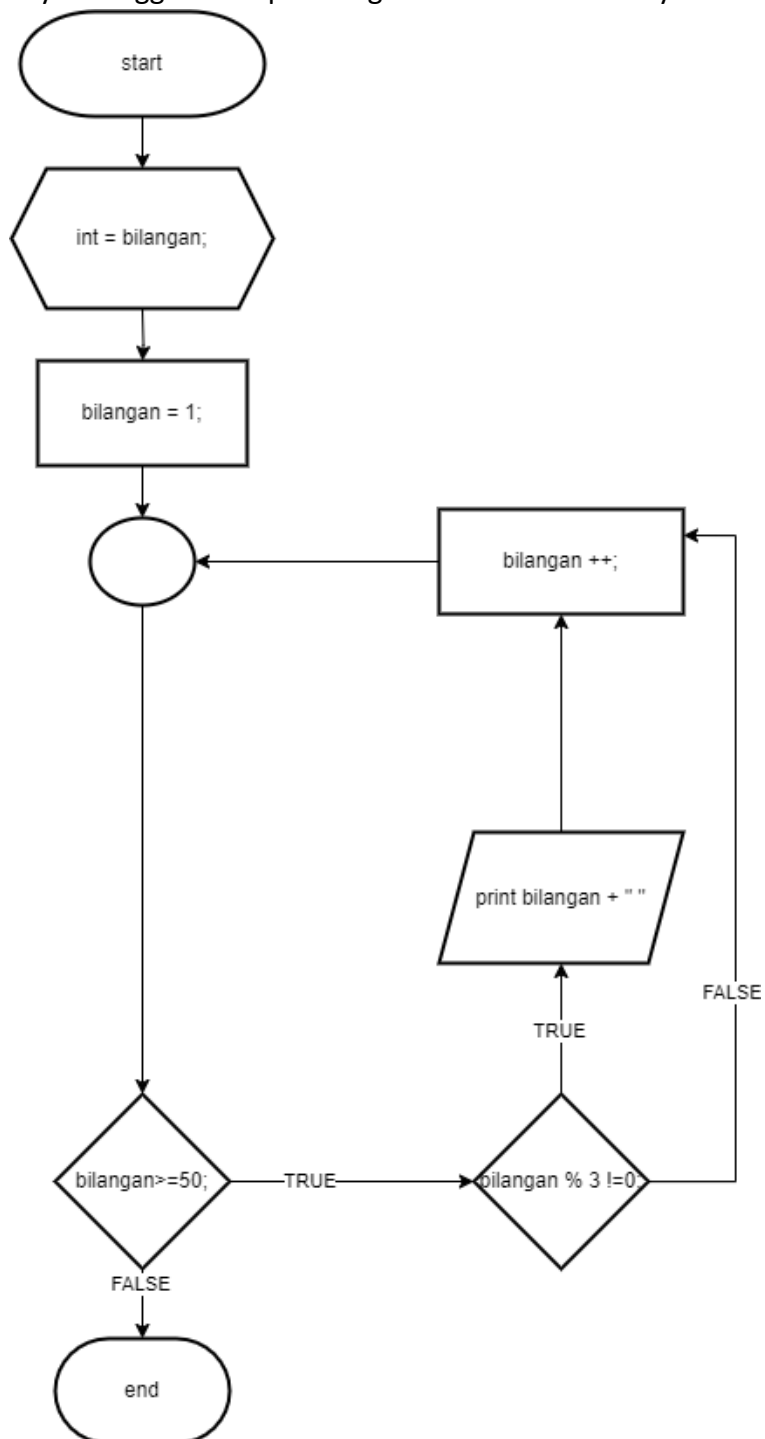 start
int = bilangan;
bilangan = 1;
bilangan ++;
print bilangan + " "
FALSE
TRUE
bilangan>=50;
TRUE
bilangan % 3 !=0;
FALSE
end